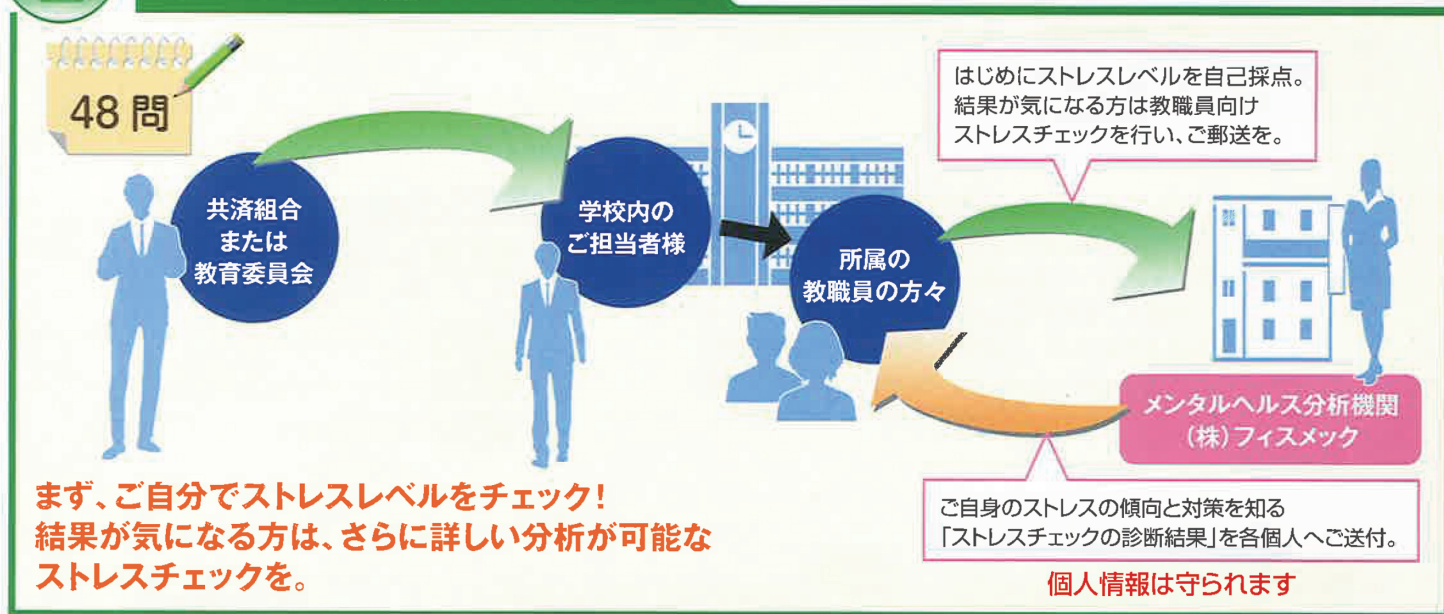 48問
はじめにストレスレベルを自己採点。
結果が気になる方は教職員向け
ストレスチェックを行い、ご郵送を。
共済組合
または
教育委員会
学校内の
ご担当者様
所属の
教職員の方々
メンタルヘルス分析機関
(株)フィスメック
まず、ご自分でストレスレベルをチェック!
結果が気になる方は、さらに詳しい分析が可能な
ストレスチェックを。
ご自身のストレスの傾向と対策を知る
「ストレスチェックの診断結果」を各個人へご送付。
個人情報は守られます